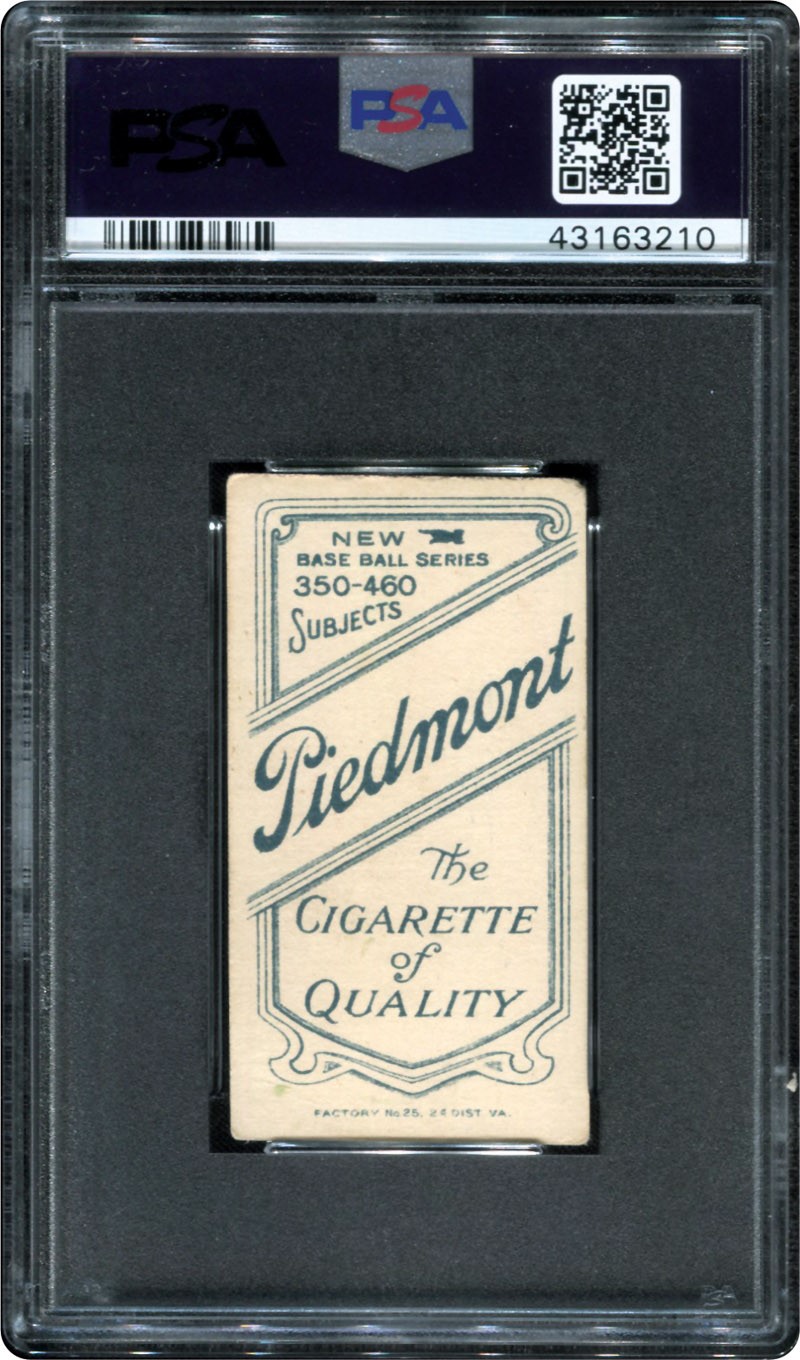 PSA
PSA
43163210
NEW
BASE BALL SERIES
350-460
SUBJECTS
Piedmont
The
CIGARETTE
of
QUALITY
FACTORY No 25, 2d DIST. VA.
PSA